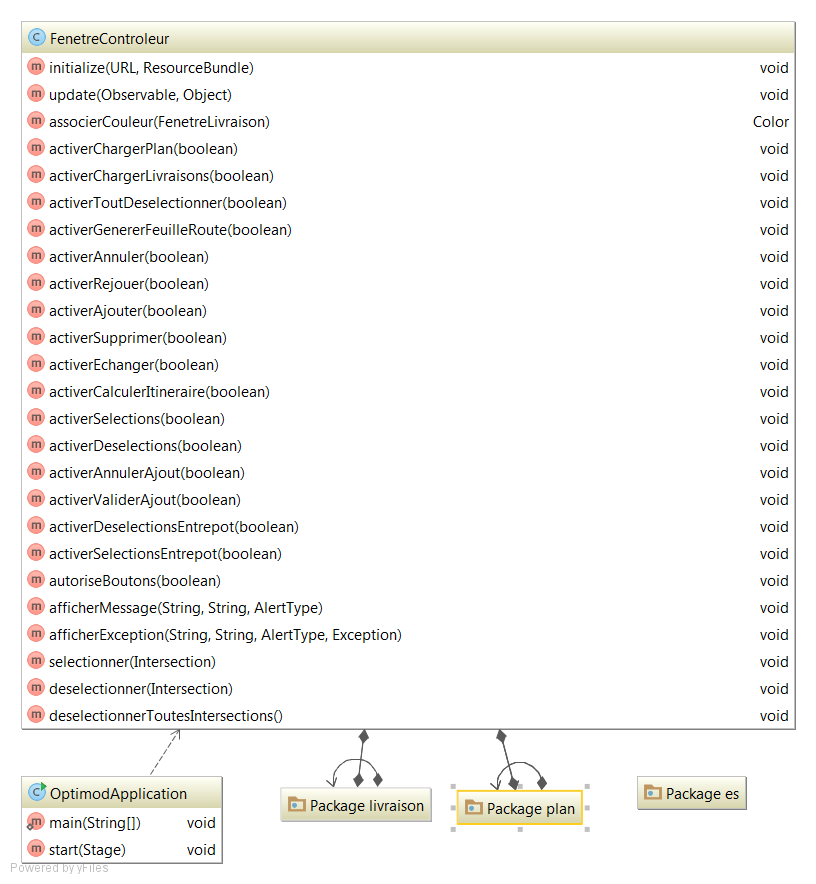 FenetreControleur
initialize(URL, ResourceBundle) void
update(Observable, Object) void
associerCouleur(FenetreLivraison) Color
activerChargerPlan(boolean) void
activerChargerLivraisons(boolean) void
activerToutDeselectionner(boolean) void
activerGenererFeuilleRoute(boolean) void
activerAnnuler(boolean) void
activerRejouer(boolean) void
activerAjouter(boolean) void
activerSupprimer(boolean) void
activerEchanger(boolean) void
activerCalculerItineraire(boolean) void
activerSelections(boolean) void
activerDeselections(boolean) void
activerAnnulerAjout(boolean) void
activerValiderAjout(boolean) void
activerDeselectionsEntrepot(boolean) void
activerSelectionsEntrepot(boolean) void
autoriseBoutons(boolean) void
afficherMessage(String, String, AlertType) void
afficherException(String, String, AlertType, Exception) void
selectionner(Intersection) void
deselectionner(Intersection) void
deselectionnerToutesIntersections() void
OptimodApplication
main(String[]) void
start(Stage) void
Package livraison
Package plan
Package es
Powered by yFiles